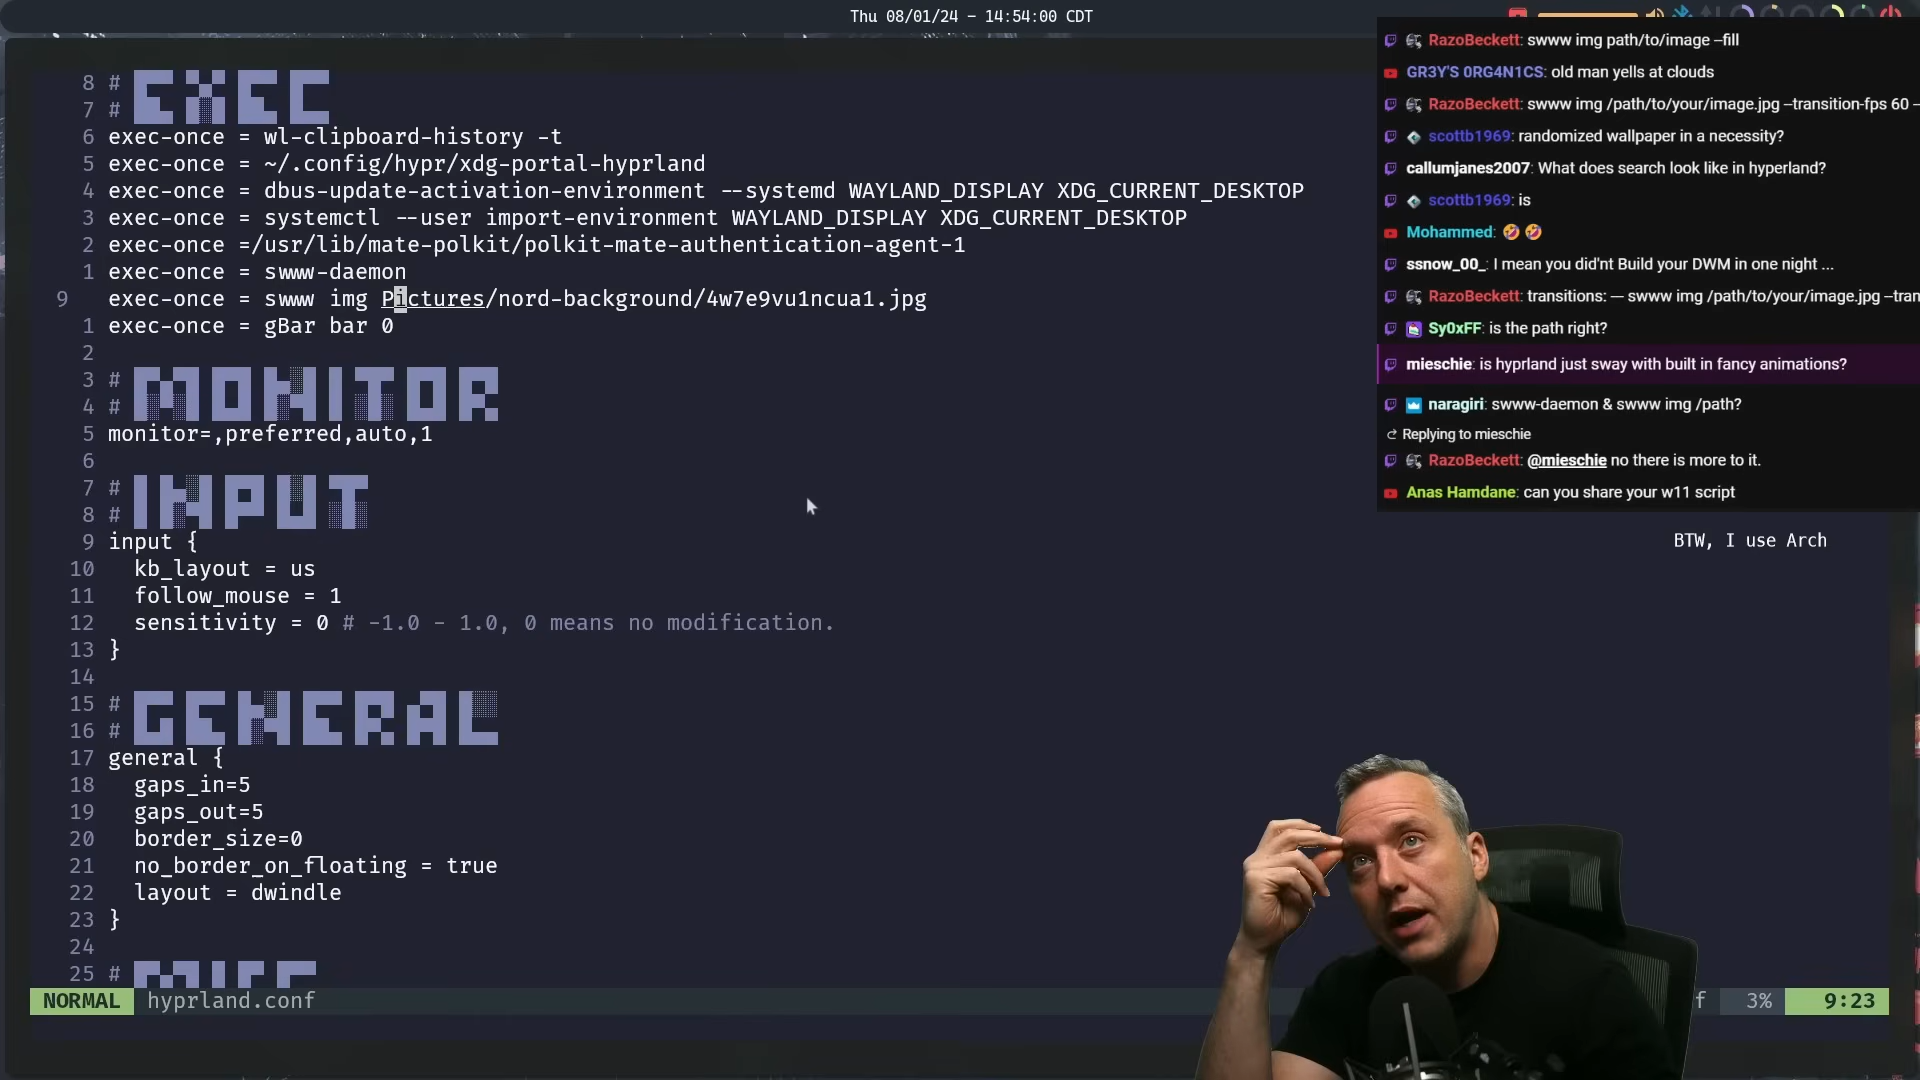 Thu 08/01/24 - 14:54:00 CDT
8 # EXEC
7 #
6 exec-once = wl-clipboard-history -t
5 exec-once = ~/.config/hypr/xdg-portal-hyprland
4 exec-once = dbus-update-activation-environment --systemd WAYLAND_DISPLAY XDG_CURRENT_DESKTOP
3 exec-once = systemctl --user import-environment WAYLAND_DISPLAY XDG_CURRENT_DESKTOP
2 exec-once =/usr/lib/mate-polkit/polkit-mate-authentication-agent-1
1 exec-once = swww-daemon
9 exec-once = swww img Pictures/nord-background/4w7e9vu1ncua1.jpg
1 exec-once = gBar bar 0
2
3 # MONITOR
4 #
5 monitor=,preferred,auto,1
6
7 # INPUT
8 #
9 input {
10 kb_layout = us
11 follow_mouse = 1
12 sensitivity = 0 # -1.0 - 1.0, 0 means no modification.
13 }
14
15 # GENERAL
16 #
17 general {
18 gaps_in=5
19 gaps_out=5
20 border_size=0
21 no_border_on_floating = true
22 layout = dwindle
23 }
24
25 # MISC
NORMAL hyprland.conf
3% 9:23
RazoBeckett: swww img path/to/image –fill
GR3Y'S 0RG4N1CS: old man yells at clouds
RazoBeckett: swww img /path/to/your/image.jpg –transition-fps 60 –
scottb1969: randomized wallpaper in a necessity?
callumjanes2007: What does search look like in hyperland?
scottb1969: is
Mohammed: 🤣 🤣
ssnow_00_: I mean you did'nt Build your DWM in one night ...
RazoBeckett: transitions: — swww img /path/to/your/image.jpg –tran
Sy0xFF: is the path right?
mieschie: is hyprland just sway with built in fancy animations?
naragiri: swww-daemon & swww img /path?
Replying to mieschie
RazoBeckett: @mieschie no there is more to it.
Anas Hamdane: can you share your w11 script
BTW, I use Arch